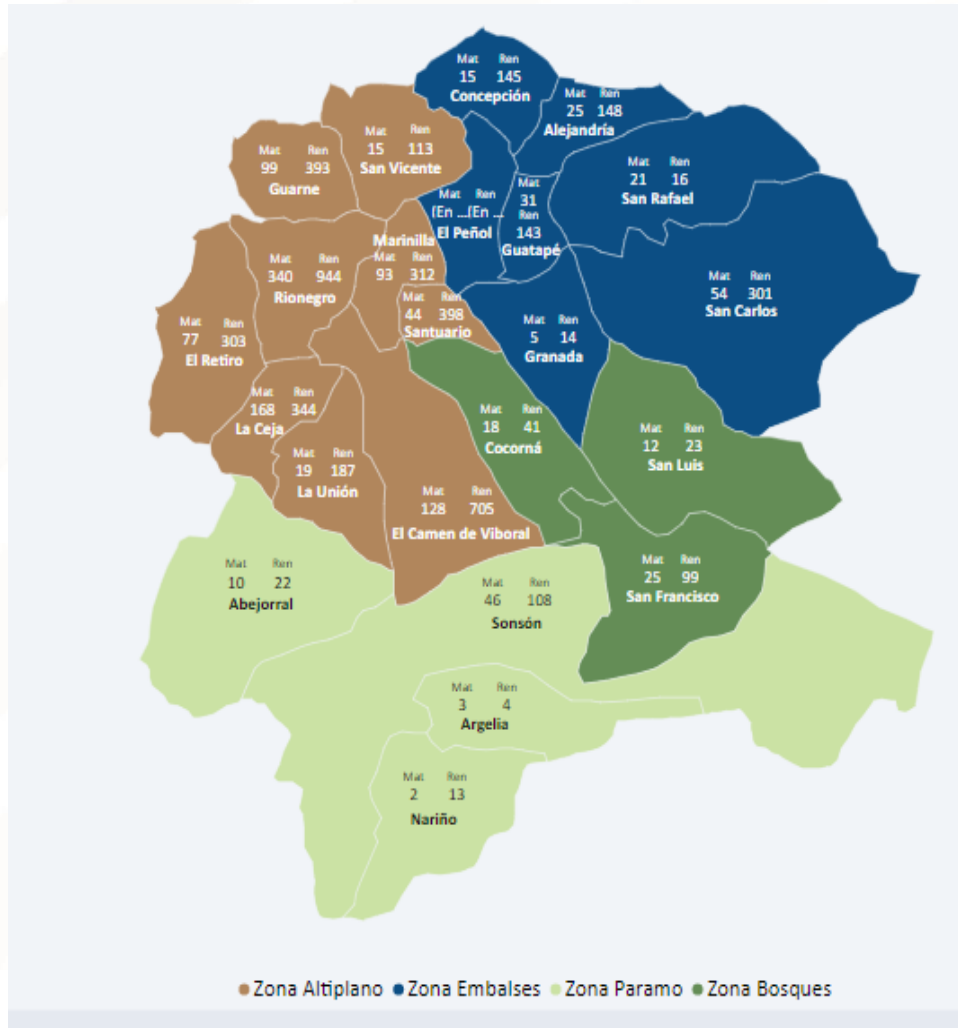 Mat Ren
15 145
Concepción
Mat Ren
25 148
Alejandría
Mat Ren
15 113
San Vicente
Mat Ren
99 393
Guarne
Mat Ren
21 16
San Rafael
Mat
31
Ren
143
Guatapé
Mat Ren
[En ...[En ...
El Peñol
Marinilla
Mat Ren
93 312
Mat Ren
340 944
Rionegro
Mat Ren
54 301
San Carlos
Mat Ren
44 398
Santuario
Mat Ren
77 303
El Retiro
Mat Ren
5 14
Granada
Mat Ren
168 344
La Ceja
Mat Ren
18 41
Cocorná
Mat Ren
12 23
San Luis
Mat Ren
19 187
La Unión
Mat Ren
128 705
El Camen de Viboral
Mat Ren
25 99
San Francisco
Mat Ren
10 22
Abejorral
Mat Ren
46 108
Sonsón
Mat Ren
3 4
Argelia
Mat Ren
2 13
Nariño
Zona Altiplano Zona Embalses Zona Paramo Zona Bosques